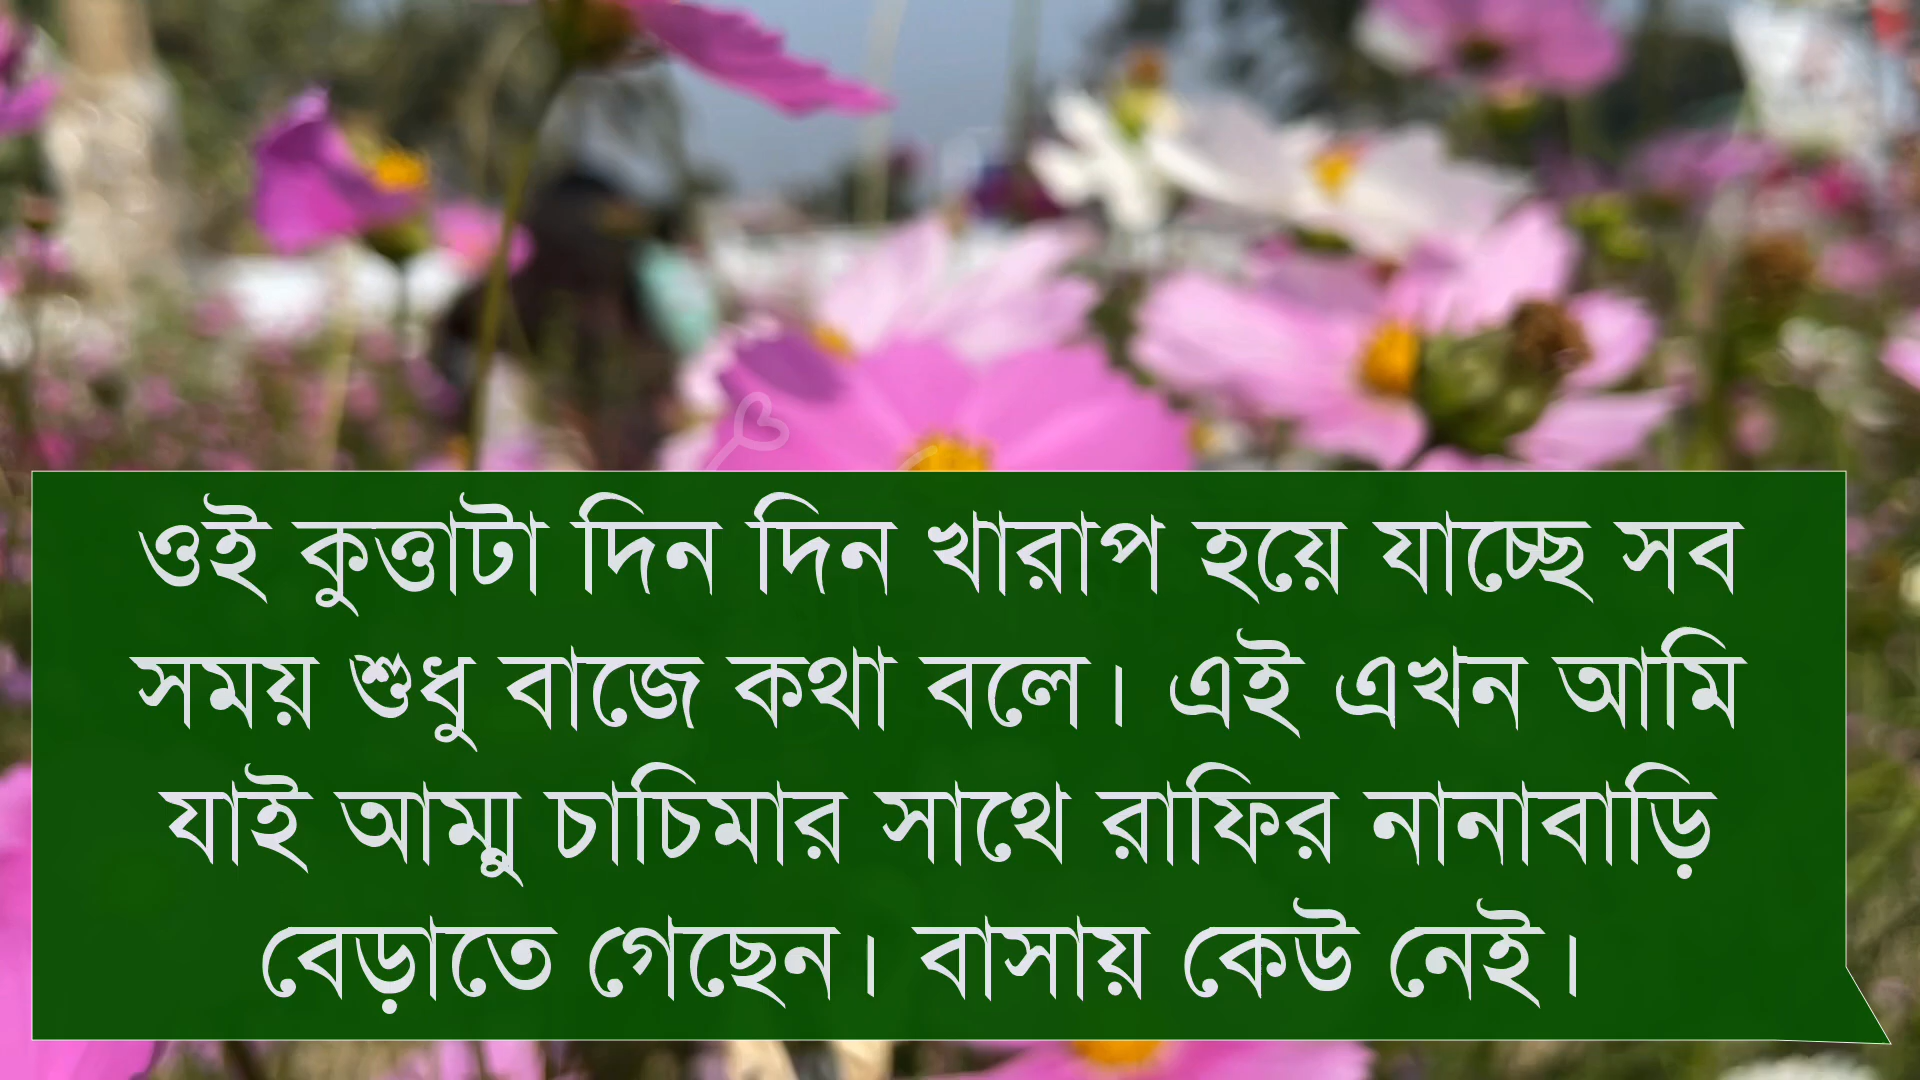 ওই কুত্তাটা দিন দিন খারাপ হয়ে যাচ্ছে সব
সময় শুধু বাজে কথা বলে। এই এখন আমি
যাই আম্মু চাচিমার সাথে রাফির নানাবাড়ি
বেড়াতে গেছেন। বাসায় কেউ নেই।